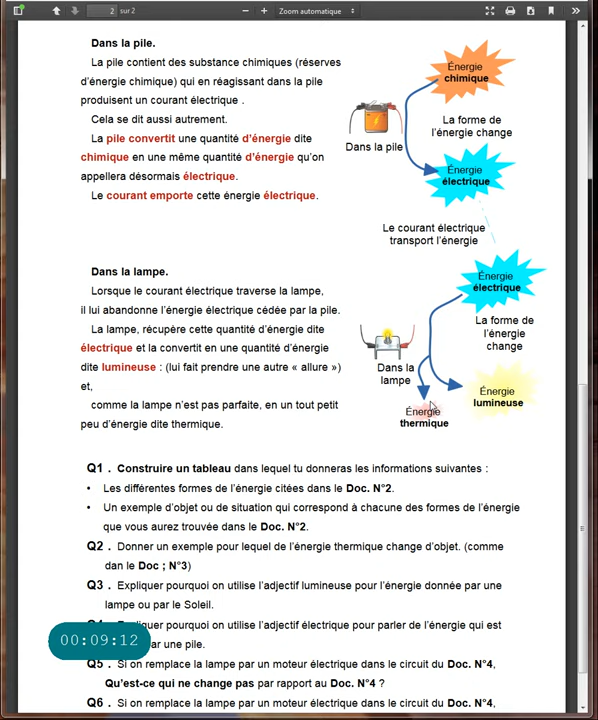 2 sur 2 Zoom automatique
Dans la pile.
La pile contient des substance chimiques (réserves
d’énergie chimique) qui en réagissant dans la pile
produisent un courant électrique .
Cela se dit aussi autrement.
La pile convertit une quantité d’énergie dite
chimique en une même quantité d’énergie qu’on
appellera désormais électrique.
Le courant emporte cette énergie électrique.
Énergie
chimique
La forme de
l’énergie change
Dans la pile
Énergie
électrique
Le courant électrique
transport l’énergie
Dans la lampe.
Lorsque le courant électrique traverse la lampe,
il lui abandonne l’énergie électrique cédée par la pile.
La lampe, récupère cette quantité d’énergie dite
électrique et la convertit en une quantité d’énergie
dite lumineuse : (lui fait prendre une autre « allure »)
et,
comme la lampe n’est pas parfaite, en un tout petit
peu d’énergie dite thermique.
Énergie
électrique
La forme de
l’énergie
change
Dans la
lampe
Énergie
lumineuse
Énergie
thermique
Q1 . Construire un tableau dans lequel tu donneras les informations suivantes :
• Les différentes formes de l’énergie citées dans le Doc. N°2.
• Un exemple d’objet ou de situation qui correspond à chacune des formes de l’énergie
que vous aurez trouvée dans le Doc. N°2.
Q2 . Donner un exemple pour lequel de l’énergie thermique change d’objet. (comme
dan le Doc ; N°3)
Q3 . Expliquer pourquoi on utilise l’adjectif lumineuse pour l’énergie donnée par une
lampe ou par le Soleil.
Q4 . Expliquer pourquoi on utilise l’adjectif électrique pour parler de l’énergie qui est
par une pile.
00:09:12
Q5 . Si on remplace la lampe par un moteur électrique dans le circuit du Doc. N°4,
Qu’est-ce qui ne change pas par rapport au Doc. N°4 ?
Q6 . Si on remplace la lampe par un moteur électrique dans le circuit du Doc. N°4,